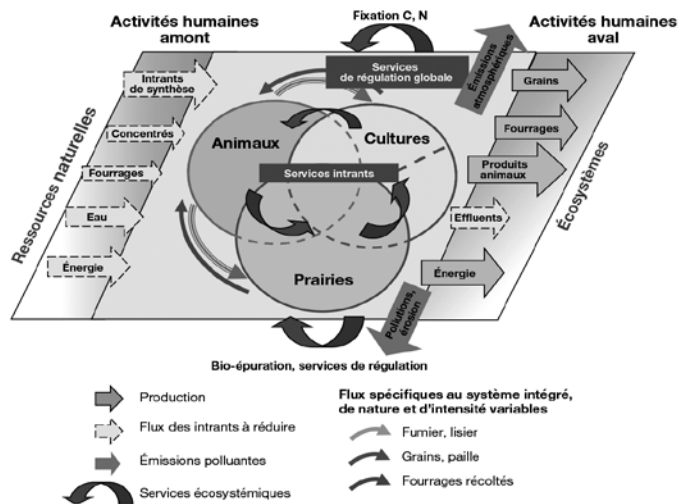 Activités humaines
amont
Fixation C, N
Activités humaines
aval
Services
de régulation globale
Émissions
atmosphériques
Intrants
de synthèse
Concentrés
Fourrages
Eau
Énergie
Ressources naturelles
Animaux
Cultures
Services intrants
Prairies
Grains
Fourrages
Produits
animaux
Effluents
Énergie
Écosystèmes
Pollutions,
érosion
Bio-épuration, services de régulation
Production
Flux des intrants à réduire
Émissions polluantes
Services écosystémiques
Flux spécifiques au système intégré,
de nature et d'intensité variables
Fumier, lisier
Grains, paille
Fourrages récoltés